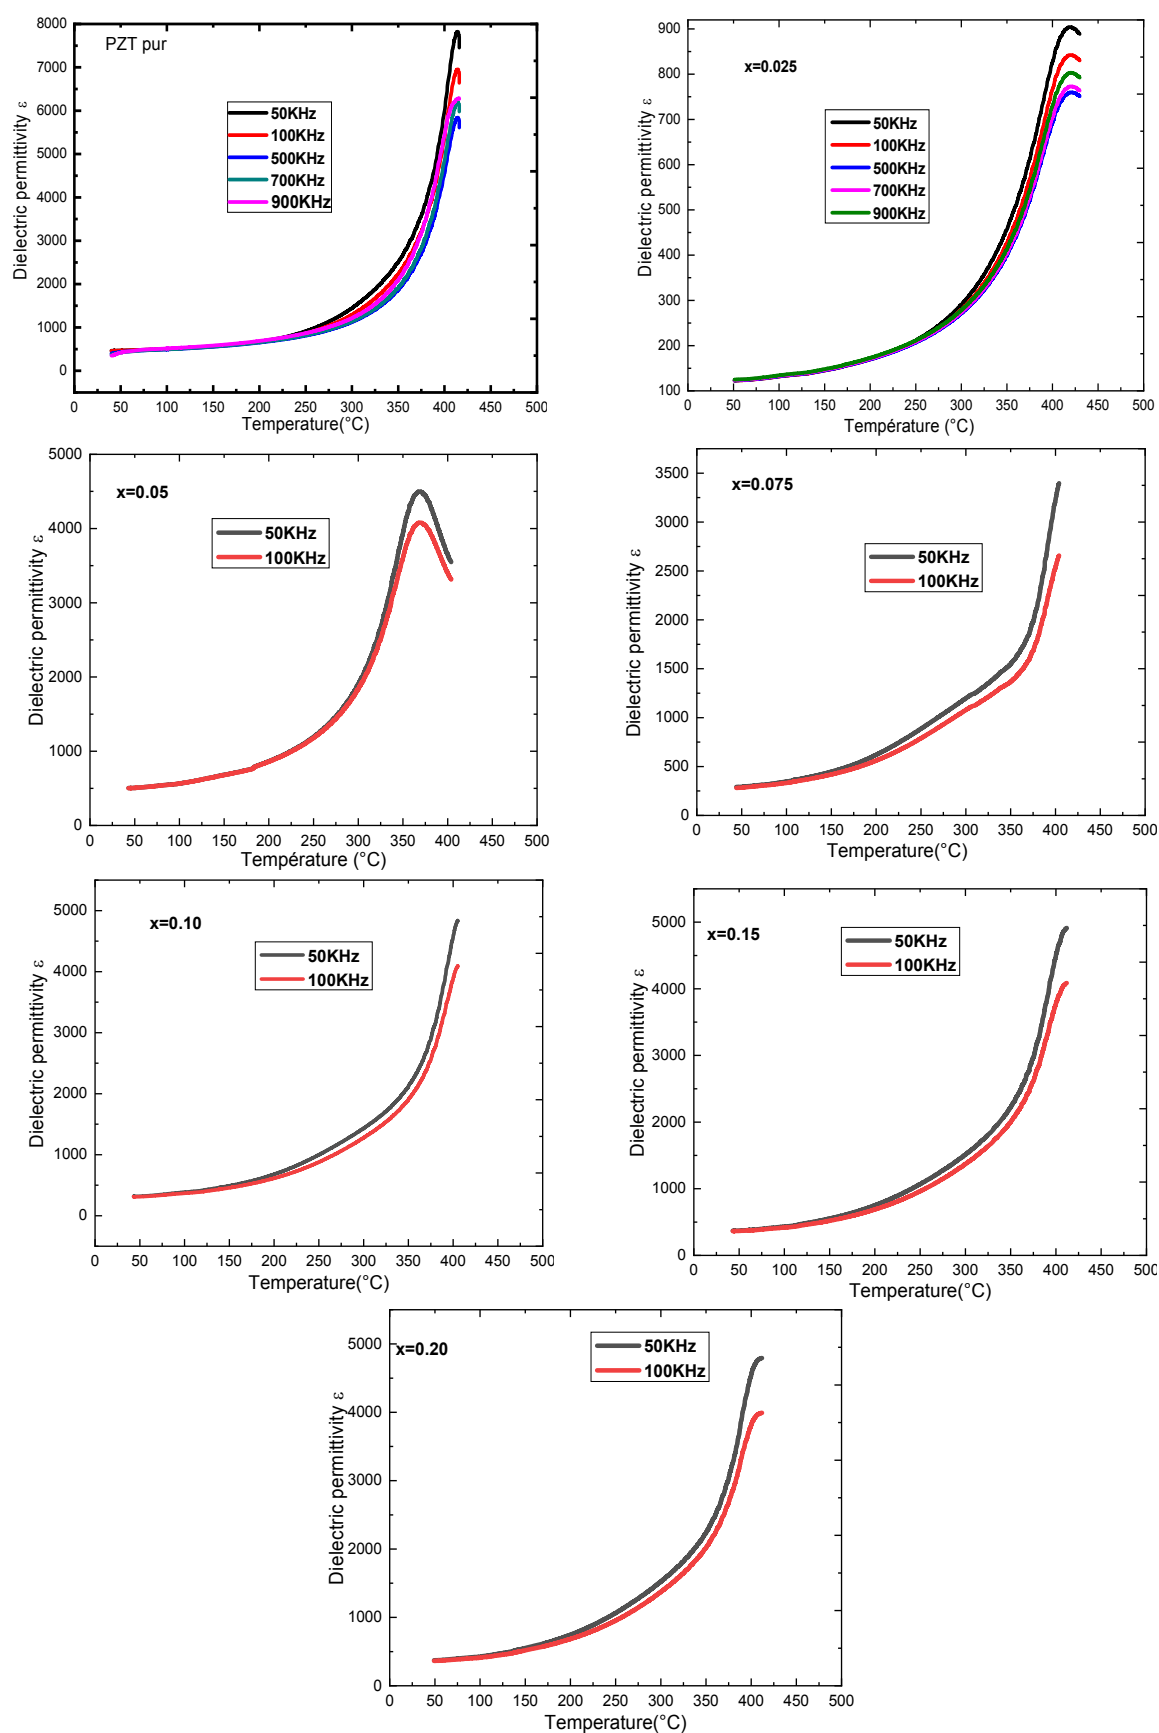 PZT pur
50KHz
100KHz
500KHz
700KHz
900KHz
Dielectric permittivity ε
8000
7000
6000
5000
4000
3000
2000
1000
0
0 50 100 150 200 250 300 350 400 450 500
Temperature(°C)
x=0.025
50KHz
100KHz
500KHz
700KHz
900KHz
Dielectric permittivity ε
900
800
700
600
500
400
300
200
100
0 50 100 150 200 250 300 350 400 450 500
Température (°C)
x=0.05
50KHz
100KHz
Dielectric permittivity ε
5000
4000
3000
2000
1000
0
0 50 100 150 200 250 300 350 400 450 500
Température (°C)
x=0.075
50KHz
100KHz
Dielectric permittivity ε
3500
3000
2500
2000
1500
1000
500
0
0 50 100 150 200 250 300 350 400 450 500
Temperature(°C)
x=0.10
50KHz
100KHz
Dielectric permittivity ε
5000
4000
3000
2000
1000
0
0 50 100 150 200 250 300 350 400 450 500
Temperature(°C)
x=0.15
50KHz
100KHz
Dielectric permittivity ε
5000
4000
3000
2000
1000
0
0 50 100 150 200 250 300 350 400 450 500
Temperature(°C)
x=0.20
50KHz
100KHz
Dielectric permittivity ε
5000
4000
3000
2000
1000
0
0 50 100 150 200 250 300 350 400 450 500
Temperature(°C)